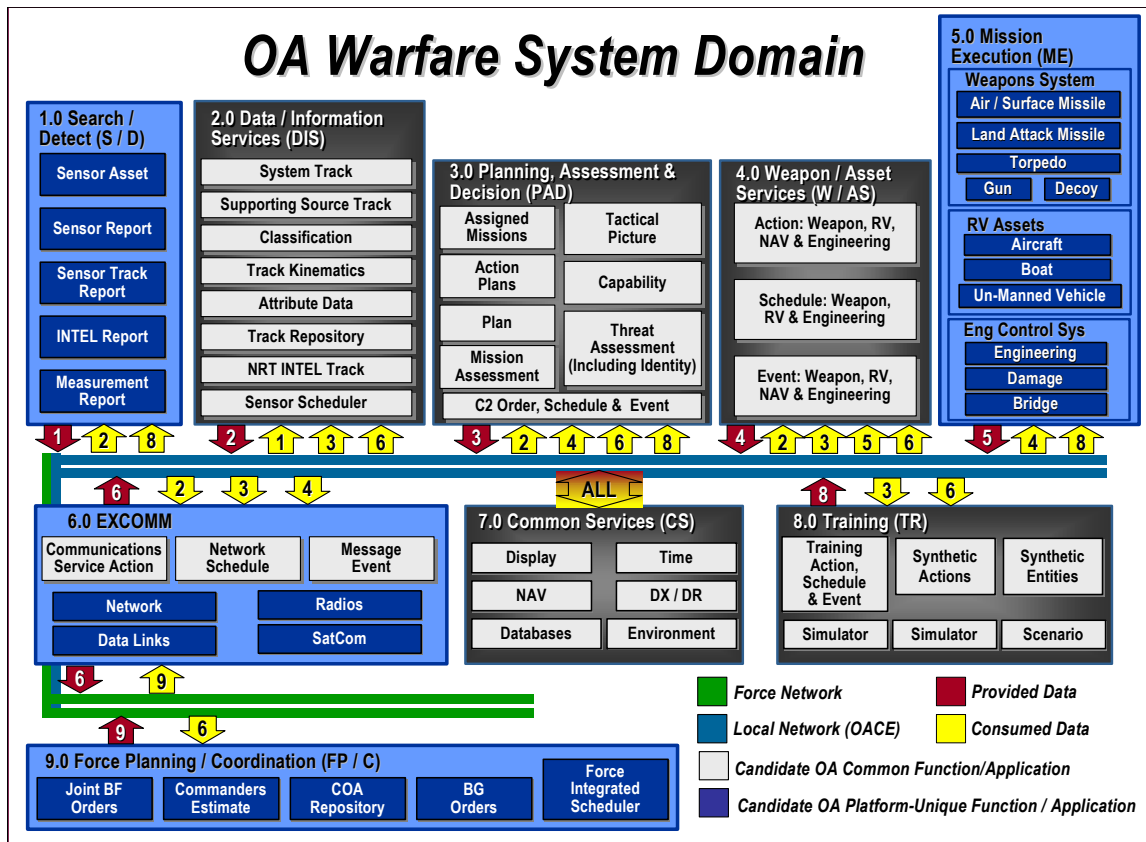 OA Warfare System Domain
1.0 Search /
Detect (S / D)
Sensor Asset
Sensor Report
Sensor Track
Report
INTEL Report
Measurement
Report
2.0 Data / Information
Services (DIS)
System Track
Supporting Source Track
Classification
Track Kinematics
Attribute Data
Track Repository
NRT INTEL Track
Sensor Scheduler
3.0 Planning, Assessment &
Decision (PAD)
Assigned
Missions
Tactical
Picture
Action
Plans
Capability
Plan
Threat
Assessment
(Including Identity)
Mission
Assessment
C2 Order, Schedule & Event
4.0 Weapon / Asset
Services (W / AS)
Action: Weapon, RV,
NAV & Engineering
Schedule: Weapon,
RV & Engineering
Event: Weapon, RV,
NAV & Engineering
5.0 Mission
Execution (ME)
Weapons System
Air / Surface Missile
Land Attack Missile
Torpedo
Gun
Decoy
RV Assets
Aircraft
Boat
Un-Manned Vehicle
Eng Control Sys
Engineering
Damage
Bridge
1
2
8
2
1
3
6
3
2
4
6
8
4
2
3
5
6
5
4
8
6
2
3
4
ALL
8
3
6
6.0 EXCOMM
Communications
Service Action
Network
Schedule
Message
Event
Network
Radios
Data Links
SatCom
7.0 Common Services (CS)
Display
Time
NAV
DX / DR
Databases
Environment
8.0 Training (TR)
Training
Action,
Schedule
& Event
Synthetic
Actions
Synthetic
Entities
Simulator
Simulator
Scenario
6
9
9
6
9.0 Force Planning / Coordination (FP / C)
Joint BF
Orders
Commanders
Estimate
COA
Repository
BG
Orders
Force
Integrated
Scheduler
Force Network
Provided Data
Local Network (OACE)
Consumed Data
Candidate OA Common Function/Application
Candidate OA Platform-Unique Function / Application